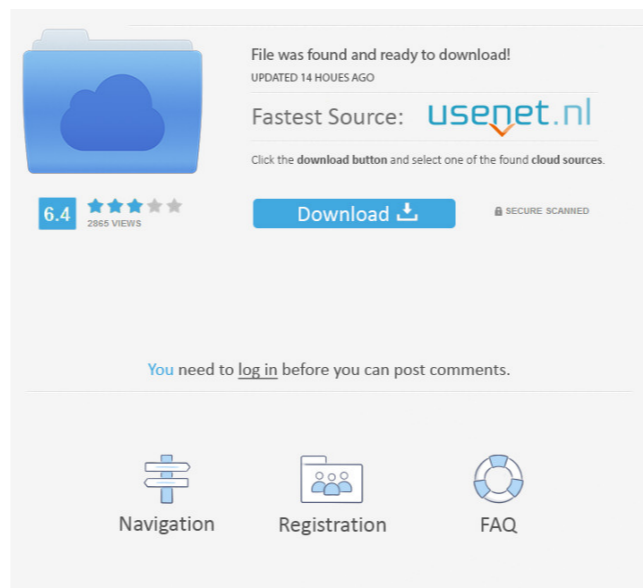 File was found and ready to download!
UPDATED 14 HOUES AGO
Fastest Source: usenet.nl
Click the download button and select one of the found cloud sources.
6.4
2865 VIEWS
Download
SECURE SCANNED
You need to log in before you can post comments.
Navigation
Registration
FAQ